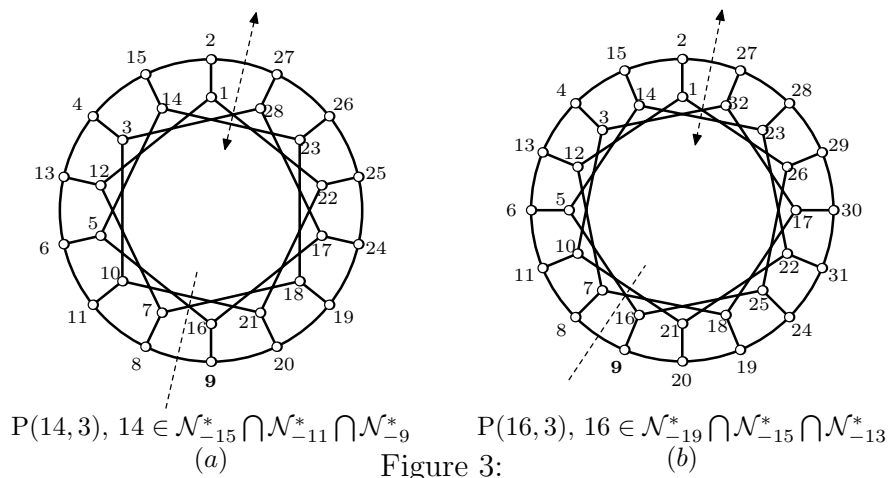 2
15 27
4 14 1 28 26
3 23
13 12 22 25
6 5 17 24
10 18
11 7 16 21 19
8 20
9
P(14, 3), 14 ∈ 𝒩*₋₁₅ ⋂ 𝒩*₋₁₁ ⋂ 𝒩*₋₉
(a)
2
15 27
4 14 1 32 28
3 23
13 12 26 29
6 5 17 30
11 10 22 31
7 25
8 16 21 18 24
9 19
20
P(16, 3), 16 ∈ 𝒩*₋₁₉ ⋂ 𝒩*₋₁₅ ⋂ 𝒩*₋₁₃
(b)
Figure 3: